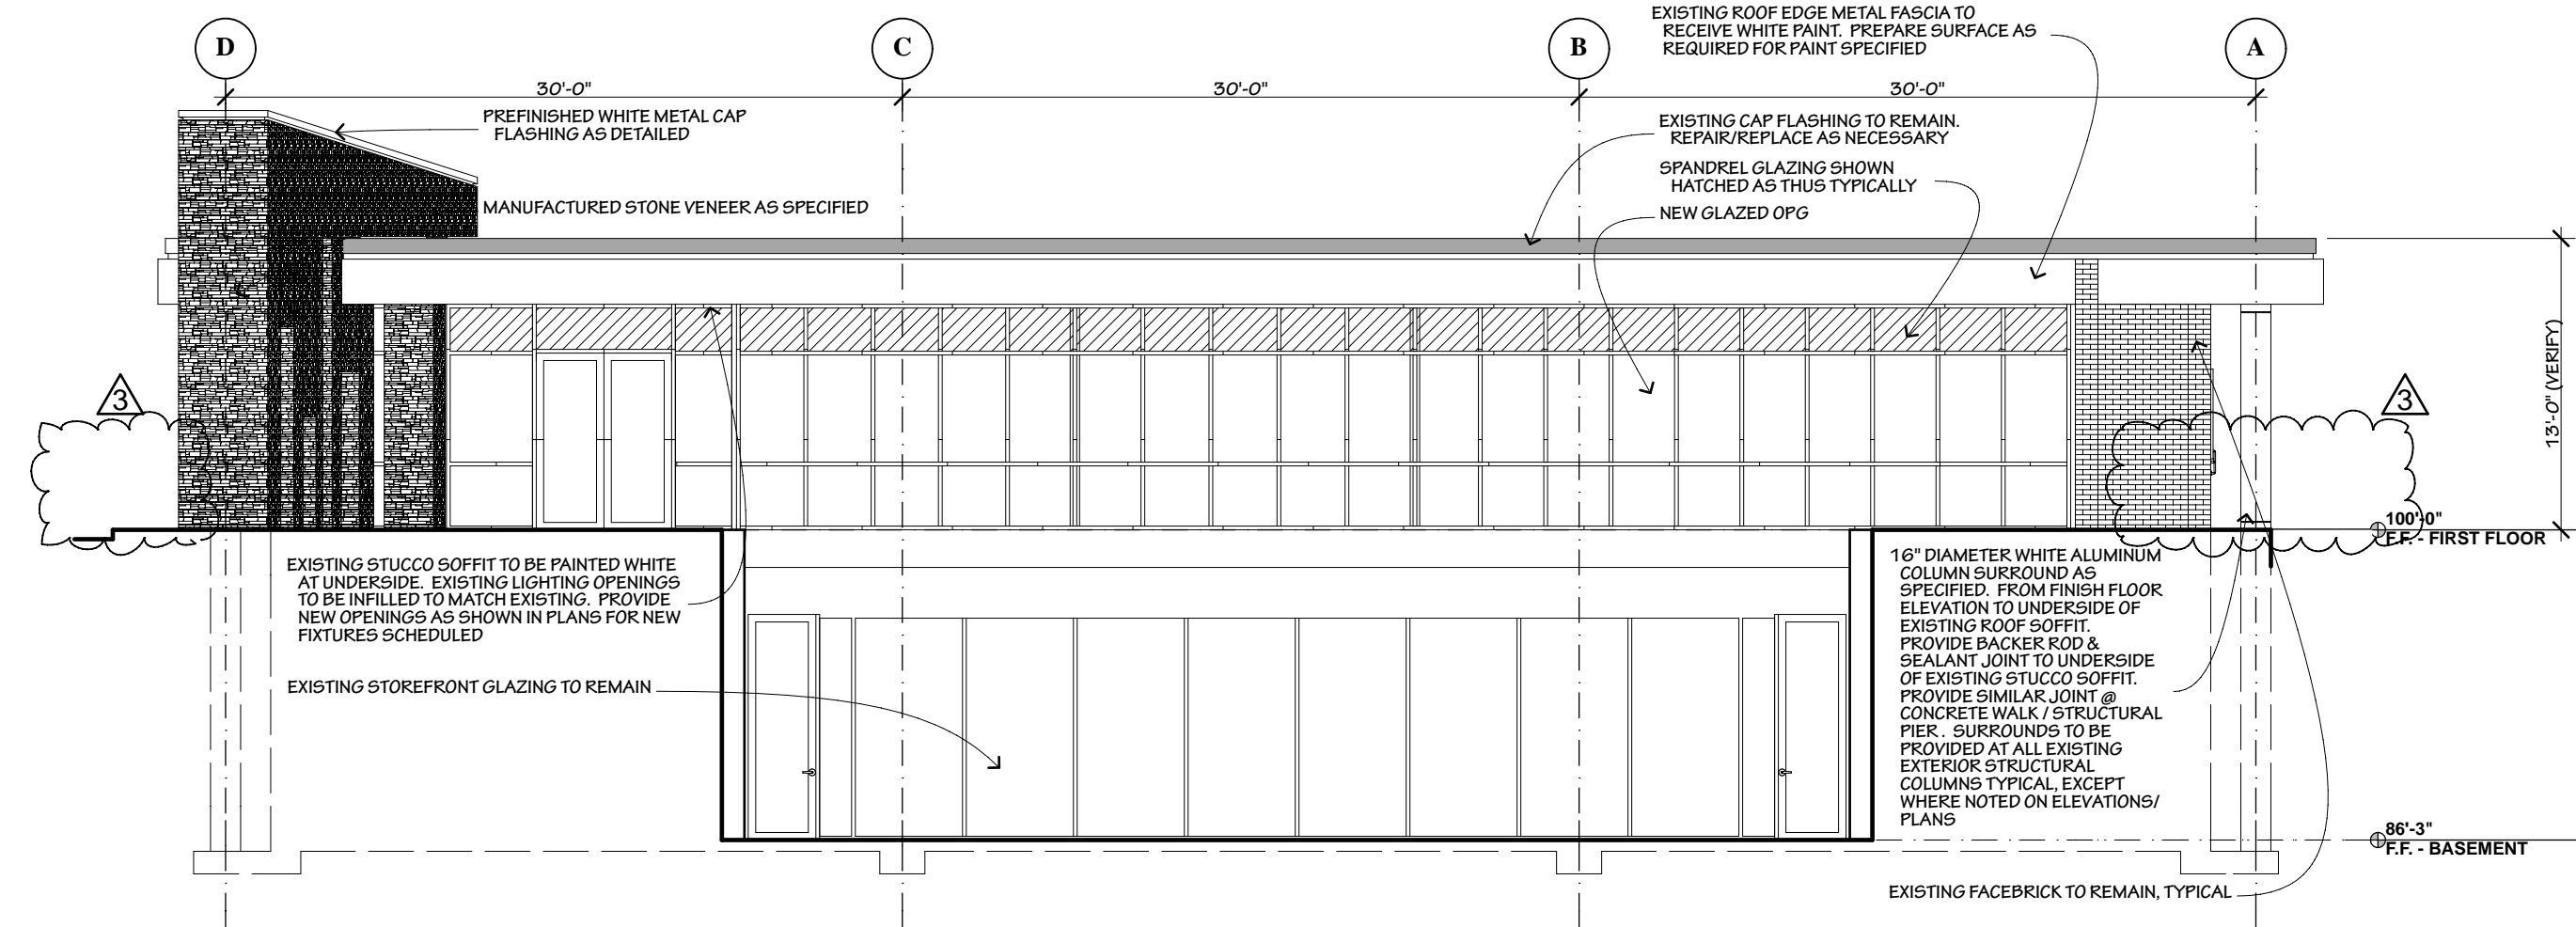 D
C
B
A
30'-0"
30'-0"
30'-0"
EXISTING ROOF EDGE METAL FASCIA TO
RECEIVE WHITE PAINT. PREPARE SURFACE AS
REQUIRED FOR PAINT SPECIFIED
PREFINISHED WHITE METAL CAP
FLASHING AS DETAILED
EXISTING CAP FLASHING TO REMAIN.
REPAIR/REPLACE AS NECESSARY
SPANDREL GLAZING SHOWN
HATCHED AS THUS TYPICALLY
NEW GLAZED OPG
MANUFACTURED STONE VENEER AS SPECIFIED
3
3
13'-0" (VERIFY)
100'-0"
F.F. - FIRST FLOOR
EXISTING STUCCO SOFFIT TO BE PAINTED WHITE
AT UNDERSIDE. EXISTING LIGHTING OPENINGS
TO BE INFILLED TO MATCH EXISTING. PROVIDE
NEW OPENINGS AS SHOWN IN PLANS FOR NEW
FIXTURES SCHEDULED
EXISTING STOREFRONT GLAZING TO REMAIN
16" DIAMETER WHITE ALUMINUM
COLUMN SURROUND AS
SPECIFIED. FROM FINISH FLOOR
ELEVATION TO UNDERSIDE OF
EXISTING ROOF SOFFIT.
PROVIDE BACKER ROD &
SEALANT JOINT TO UNDERSIDE
OF EXISTING STUCCO SOFFIT.
PROVIDE SIMILAR JOINT @
CONCRETE WALK / STRUCTURAL
PIER. SURROUNDS TO BE
PROVIDED AT ALL EXISTING
EXTERIOR STRUCTURAL
COLUMNS TYPICAL, EXCEPT
WHERE NOTED ON ELEVATIONS/
PLANS
86'-3"
F.F. - BASEMENT
EXISTING FACEBRICK TO REMAIN, TYPICAL